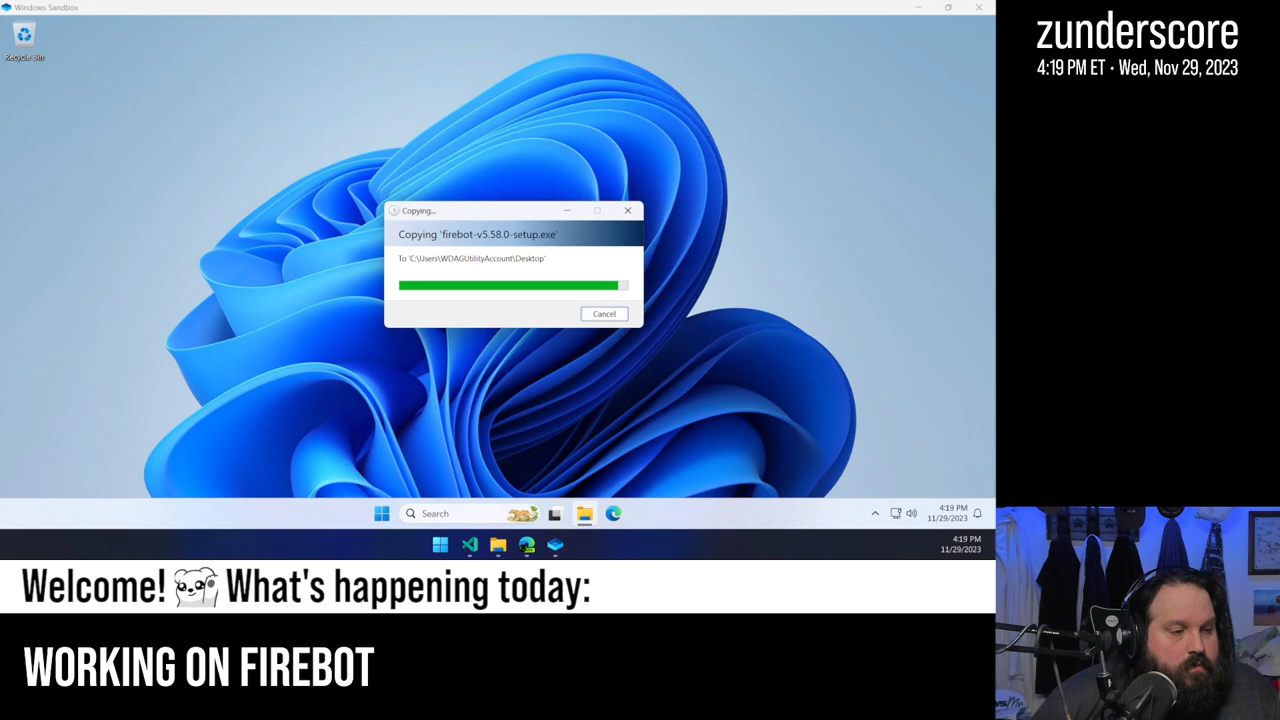 Windows Sandbox
Recycle Bin
Copying...
Copying 'firebot-v5.58.0-setup.exe'
To 'C:\Users\WDAGUtilityAccount\Desktop'
Cancel
Search
4:19 PM
11/29/2023
4:19 PM
11/29/2023
zunderscore
4:19 PM ET • Wed, Nov 29, 2023
Welcome! What's happening today:
WORKING ON FIREBOT